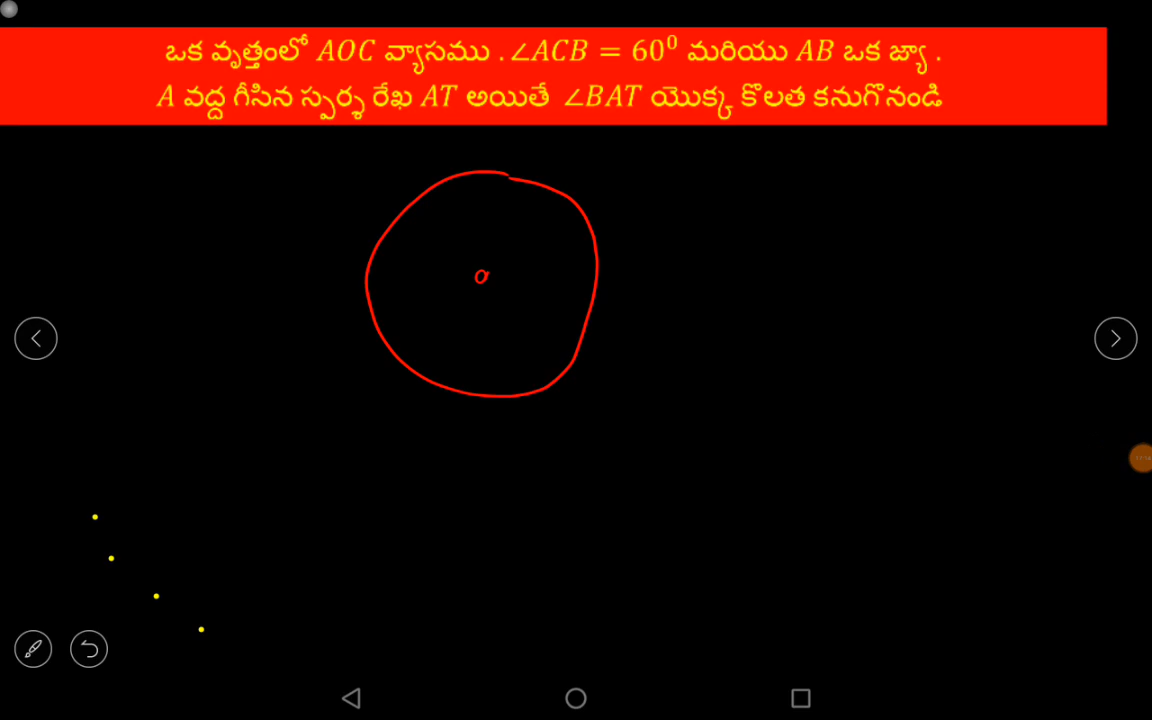 ఒక వృత్తంలో AOC వ్యాసము . ∠ACB = 60⁰ మరియు AB ఒక జ్యా .
A వద్ద గీసిన స్పర్శ రేఖ AT అయితే ∠BAT యొక్క కొలత కనుగొనండి
o